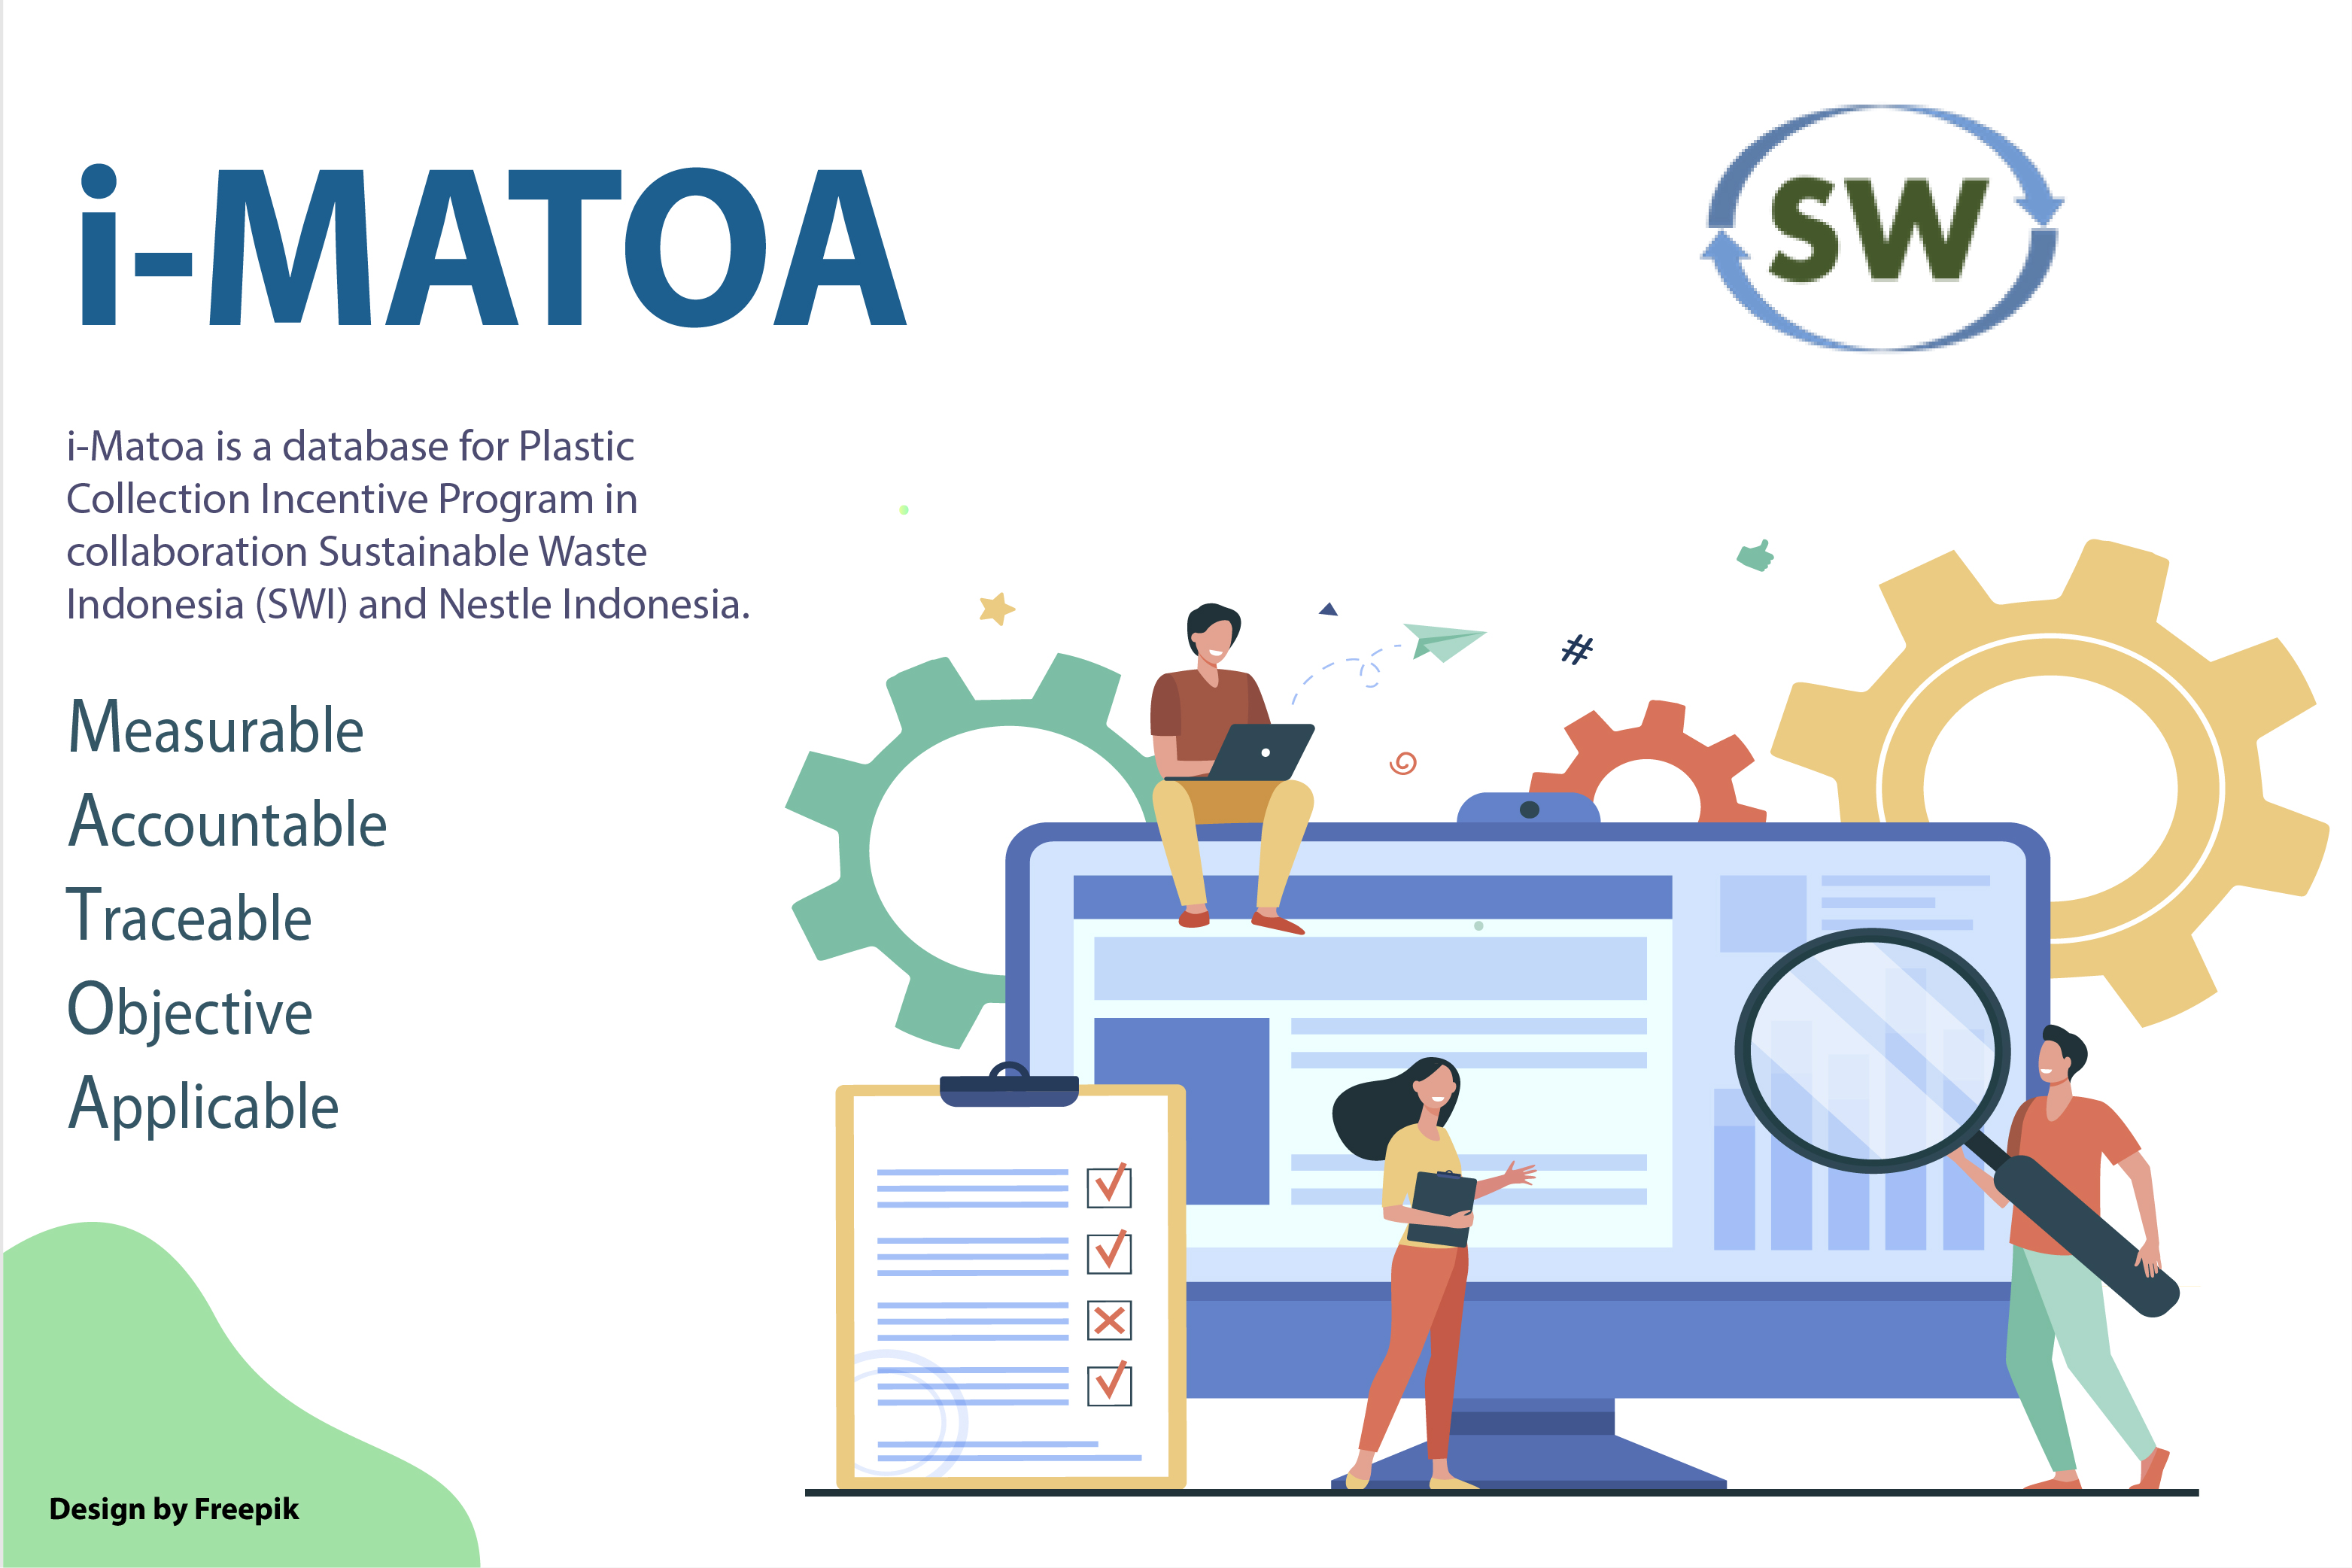 i-MATOA
SW
i-Matoa is a database for Plastic
Collection Incentive Program in
collaboration Sustainable Waste
Indonesia (SWI) and Nestle Indonesia.
#
Measurable
Accountable
Traceable
Objective
Applicable
Design by Freepik